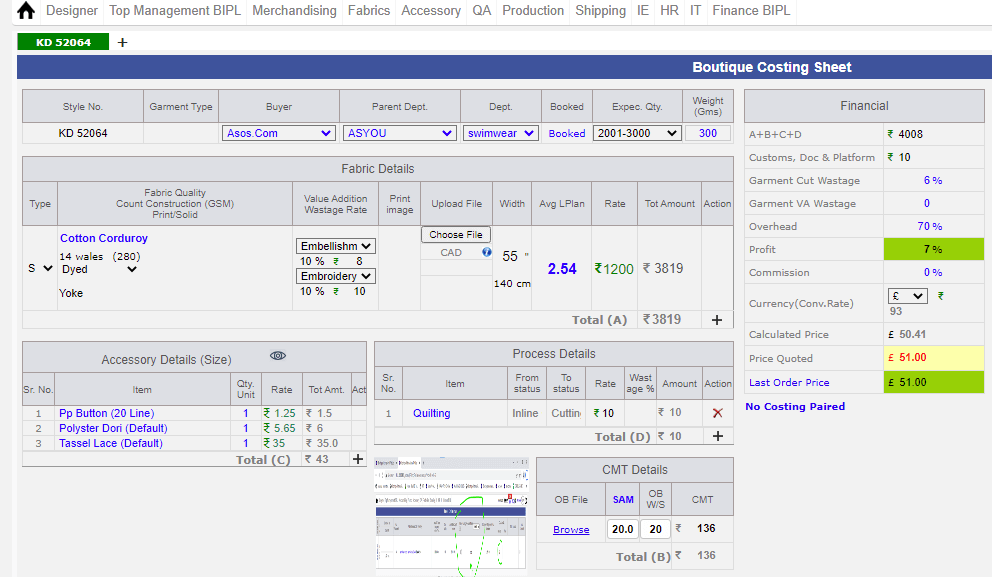 Designer Top Management BIPL Merchandising Fabrics Accessory QA Production Shipping IE HR IT Finance BIPL
KD 52064 +
Boutique Costing Sheet
Style No. Garment Type Buyer Parent Dept. Dept. Booked Expec. Qty. Weight (Gms)
KD 52064 Asos.Com ASYOU swimwear Booked 2001-3000 300
Fabric Details
Type Fabric Quality Count Construction (GSM) Print/Solid Value Addition Wastage Rate Print image Upload File Width Avg LPlan Rate Tot Amount Action
Cotton Corduroy
14 wales (280)
S Dyed
Yoke
Embellishm
10 % ₹ 8
Embroidery
10 % ₹ 10
Choose File
CAD
55 "
140 cm
2.54 ₹1200 ₹ 3819
Total (A) ₹3819 +
Accessory Details (Size)
Sr. No. Item Qty. Unit Rate Tot Amt. Act
1 Pp Button (20 Line) 1 ₹ 1.25 ₹ 1.5
2 Polyster Dori (Default) 1 ₹ 5.65 ₹ 6
3 Tassel Lace (Default) 1 ₹ 35 ₹ 35.0
Total (C) ₹ 43 +
Process Details
Sr. No. Item From status To status Rate Wast age % Amount Action
1 Quilting Inline Cuttin ₹ 10 ₹ 10
Total (D) ₹ 10 +
CMT Details
OB File SAM OB W/S CMT
Browse 20.0 20 ₹ 136
Total (B) ₹ 136
Financial
A+B+C+D ₹ 4008
Customs, Doc & Platform ₹ 10
Garment Cut Wastage 6 %
Garment VA Wastage 0
Overhead 70 %
Profit 7 %
Commission 0 %
Currency(Conv.Rate) £ ₹
93
Calculated Price £ 50.41
Price Quoted £ 51.00
Last Order Price £ 51.00
No Costing Paired